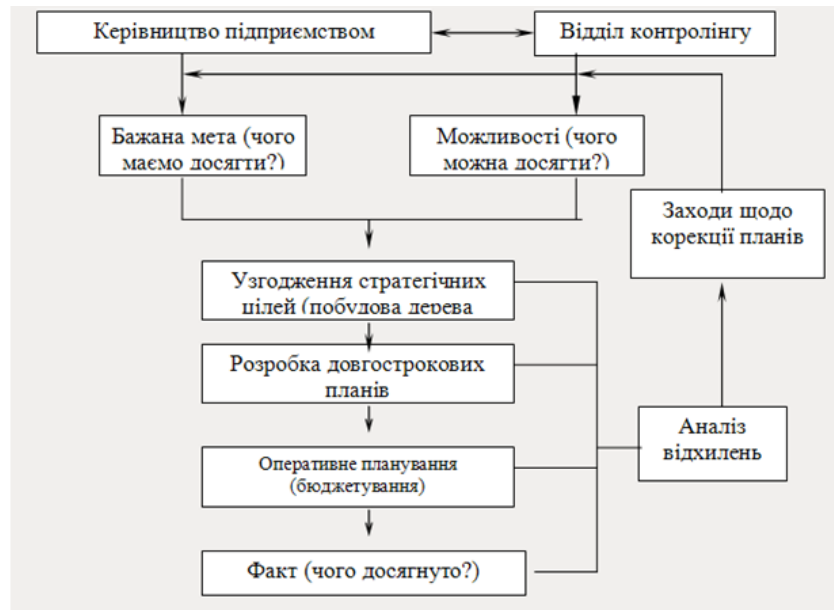 Керівництво підприємством
Відділ контролінгу
Бажана мета (чого
маємо досягти?)
Можливості (чого
можна досягти?)
Заходи щодо
корекції планів
Узгодження стратегічних
цілей (побудова дерева
Розробка довгострокових
планів
Оперативне планування
(бюджетування)
Аналіз
відхилень
Факт (чого досягнуто?)